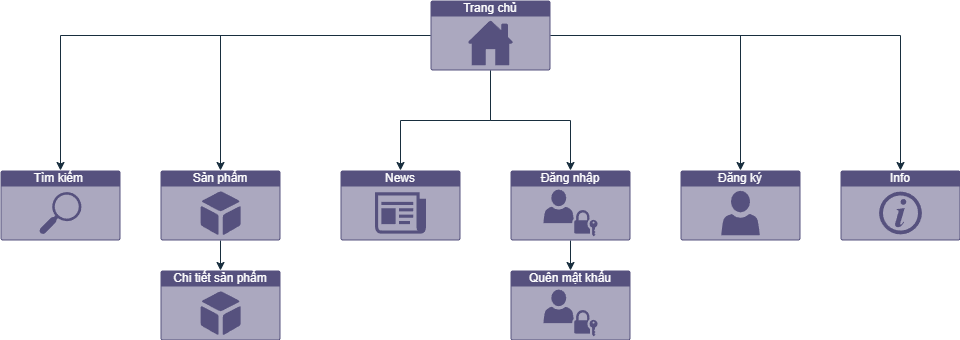 Trang chủ
Tìm kiếm
Sản phẩm
News
Đăng nhập
Đăng ký
Info
Chi tiết sản phẩm
Quên mật khẩu